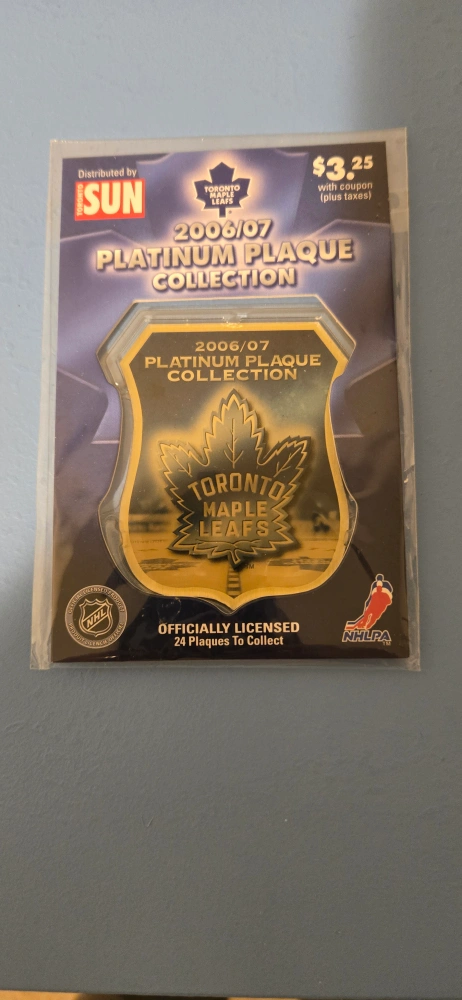 Distributed by
TORONTO
SUN
TORONTO
MAPLE
LEAFS
$3.25
with coupon
(plus taxes)
2006/07
PLATINUM PLAQUE
COLLECTION
2006/07
PLATINUM PLAQUE
COLLECTION
TORONTO
MAPLE
LEAFS
NHL
OFFICIALLY LICENSED
24 Plaques To Collect
NHLPA